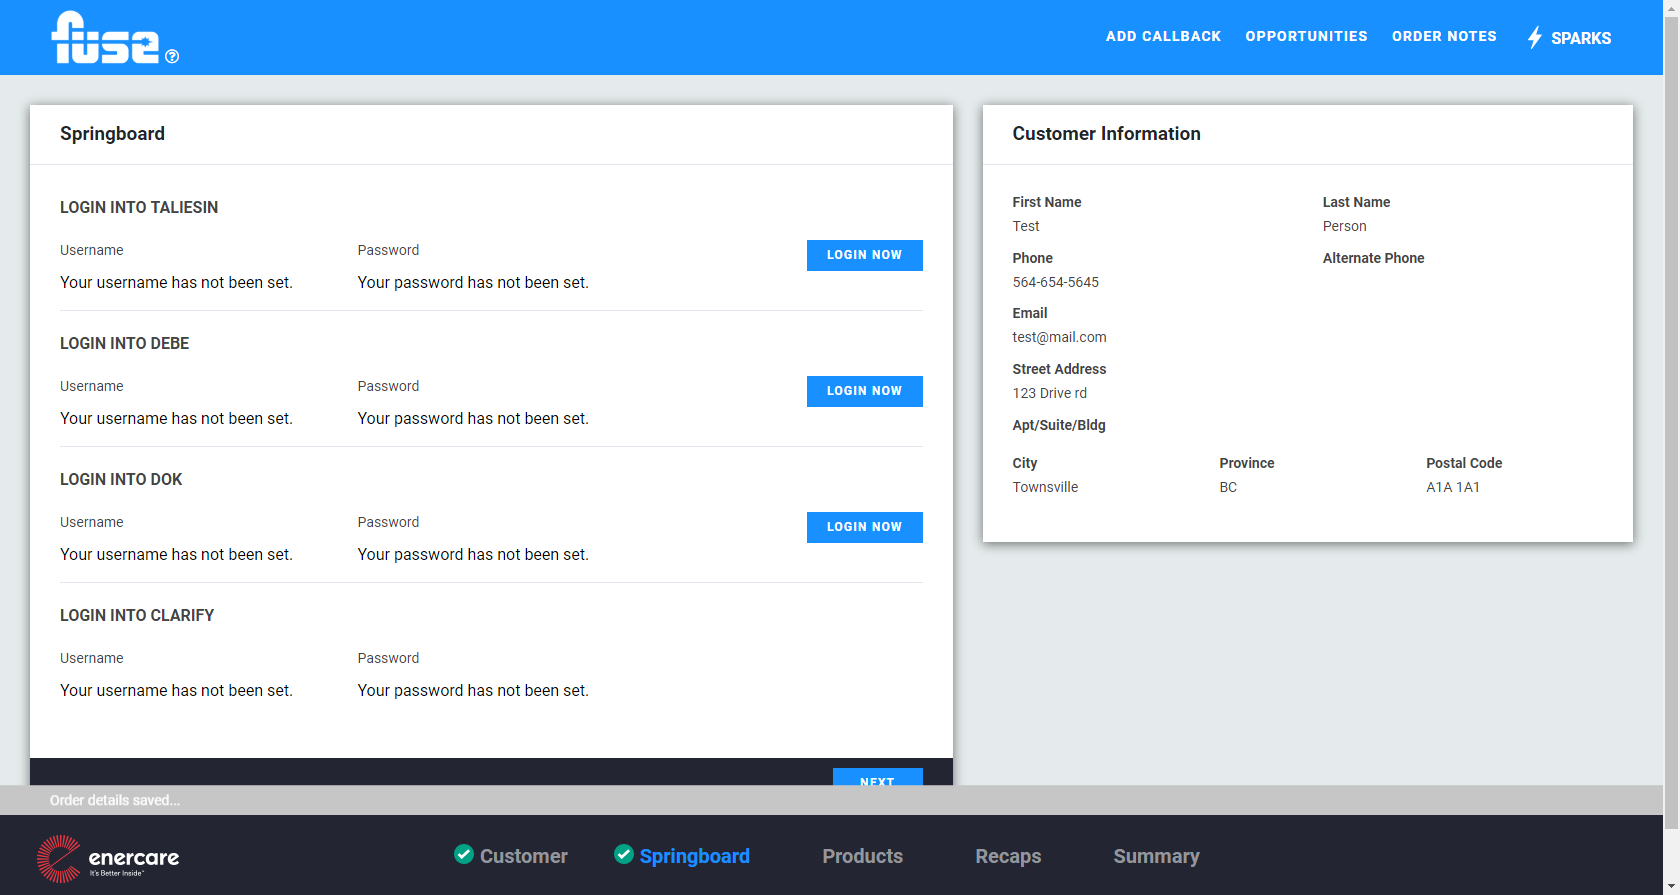 fuse ?
ADD CALLBACK OPPORTUNITIES ORDER NOTES SPARKS
Springboard
LOGIN INTO TALIESIN
Username Password LOGIN NOW
Your username has not been set. Your password has not been set.
LOGIN INTO DEBE
Username Password LOGIN NOW
Your username has not been set. Your password has not been set.
LOGIN INTO DOK
Username Password LOGIN NOW
Your username has not been set. Your password has not been set.
LOGIN INTO CLARIFY
Username Password
Your username has not been set. Your password has not been set.
NEXT
Customer Information
First Name Last Name
Test Person
Phone Alternate Phone
564-654-5645
Email
test@mail.com
Street Address
123 Drive rd
Apt/Suite/Bldg
City Province Postal Code
Townsville BC A1A 1A1
Order details saved...
enercare
It's Better Inside™
Customer Springboard Products Recaps Summary